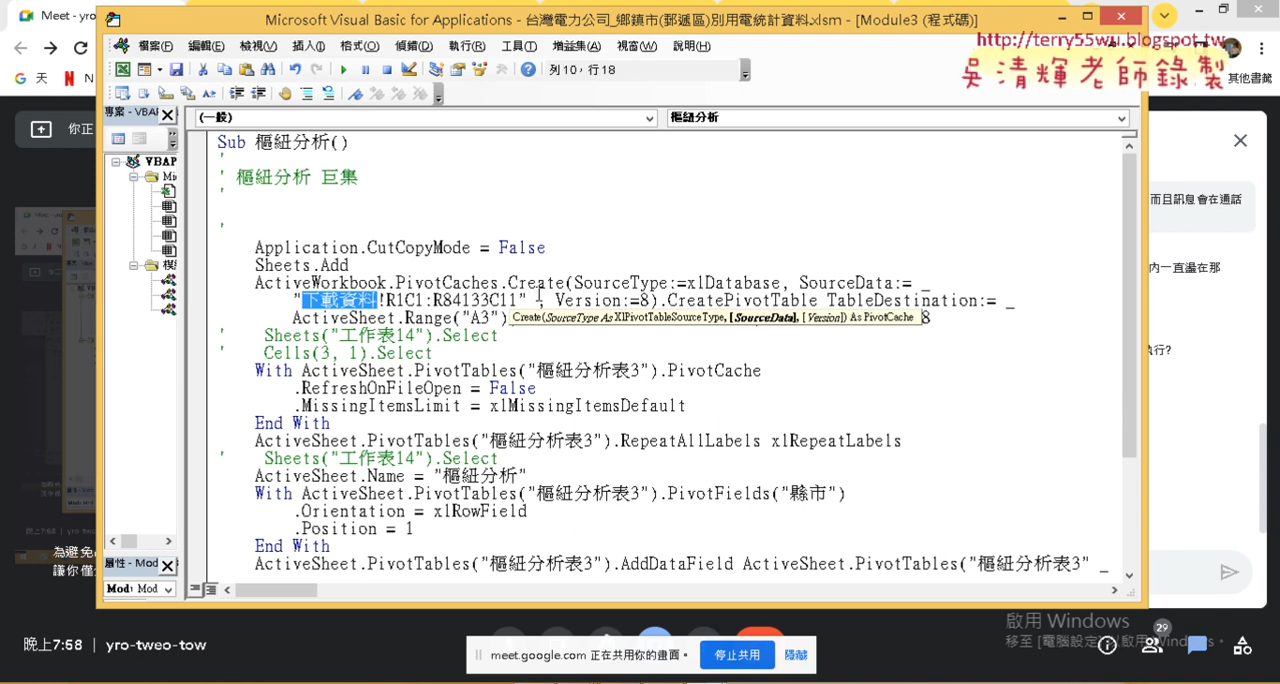 Meet - yro-tweo-tow
Microsoft Visual Basic for Applications - 台灣電力公司_鄉鎮市(郵遞區)別用電統計資料.xlsm - [Module3 (程式碼)]
http://terry55wu.blogspot.tw
吳清輝老師錄製
檔案(F) 編輯(E) 檢視(V) 插入(I) 格式(O) 偵錯(D) 執行(R) 工具(T) 增益集(A) 視窗(W) 說明(H)
列 10, 行 18
G 天 N
其他書籤
專案 - VBAP
(一般)
樞紐分析
你正
VBAP
Mi
模
Sub 樞紐分析()
'
' 樞紐分析 巨集
'
'
Application.CutCopyMode = False
Sheets.Add
ActiveWorkbook.PivotCaches.Create(SourceType:=xlDatabase, SourceData:= _
"下載資料!R1C1:R84133C11" , Version:=8).CreatePivotTable TableDestination:= _
ActiveSheet.Range("A3")
Create(SourceType As XlPivotTableSourceType, [SourceData], [Version]) As PivotCache
8
' Sheets("工作表14").Select
' Cells(3, 1).Select
With ActiveSheet.PivotTables("樞紐分析表3").PivotCache
.RefreshOnFileOpen = False
.MissingItemsLimit = xlMissingItemsDefault
End With
ActiveSheet.PivotTables("樞紐分析表3").RepeatAllLabels xlRepeatLabels
' Sheets("工作表14").Select
ActiveSheet.Name = "樞紐分析"
With ActiveSheet.PivotTables("樞紐分析表3").PivotFields("縣市")
.Orientation = xlRowField
.Position = 1
End With
ActiveSheet.PivotTables("樞紐分析表3").AddDataField ActiveSheet.PivotTables("樞紐分析表3" _
屬性 - Mod
Mod Mod
而且訊息會在通話
內一直還在那
執行?
為避免
讓你僅
晚上7:58 | yro-tweo-tow
meet.google.com 正在共用你的畫面。
停止共用
隱藏
啟用 Windows
移至 [電腦設定] 以啟用 Windows。
29